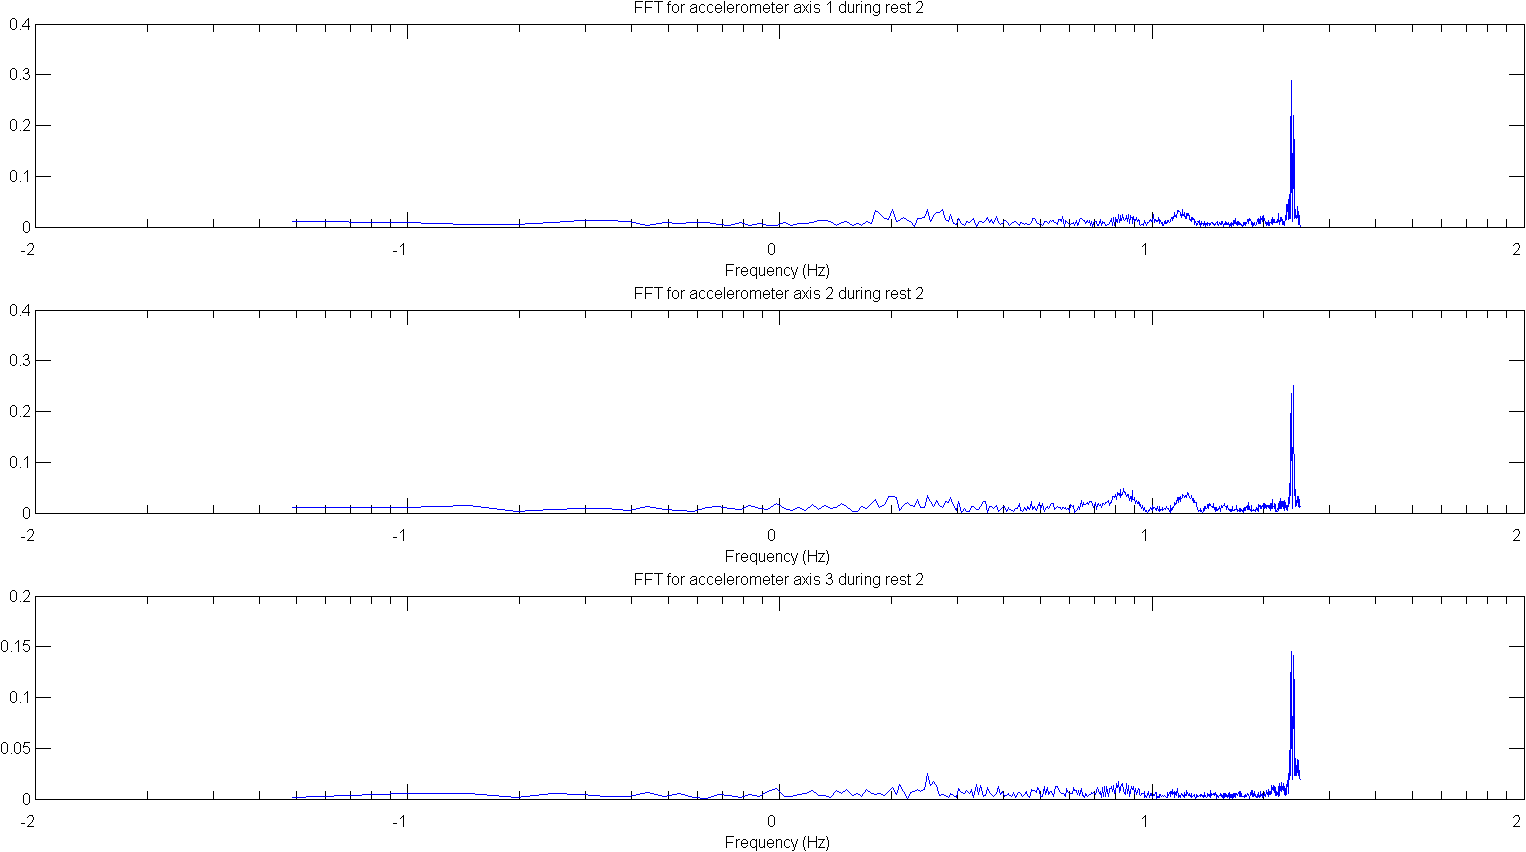 FFT for accelerometer axis 1 during rest 2
0.4
0.3
0.2
0.1
0
-2 -1 0 1 2
Frequency (Hz)
FFT for accelerometer axis 2 during rest 2
0.4
0.3
0.2
0.1
0
-2 -1 0 1 2
Frequency (Hz)
FFT for accelerometer axis 3 during rest 2
0.2
0.15
0.1
0.05
0
-2 -1 0 1 2
Frequency (Hz)